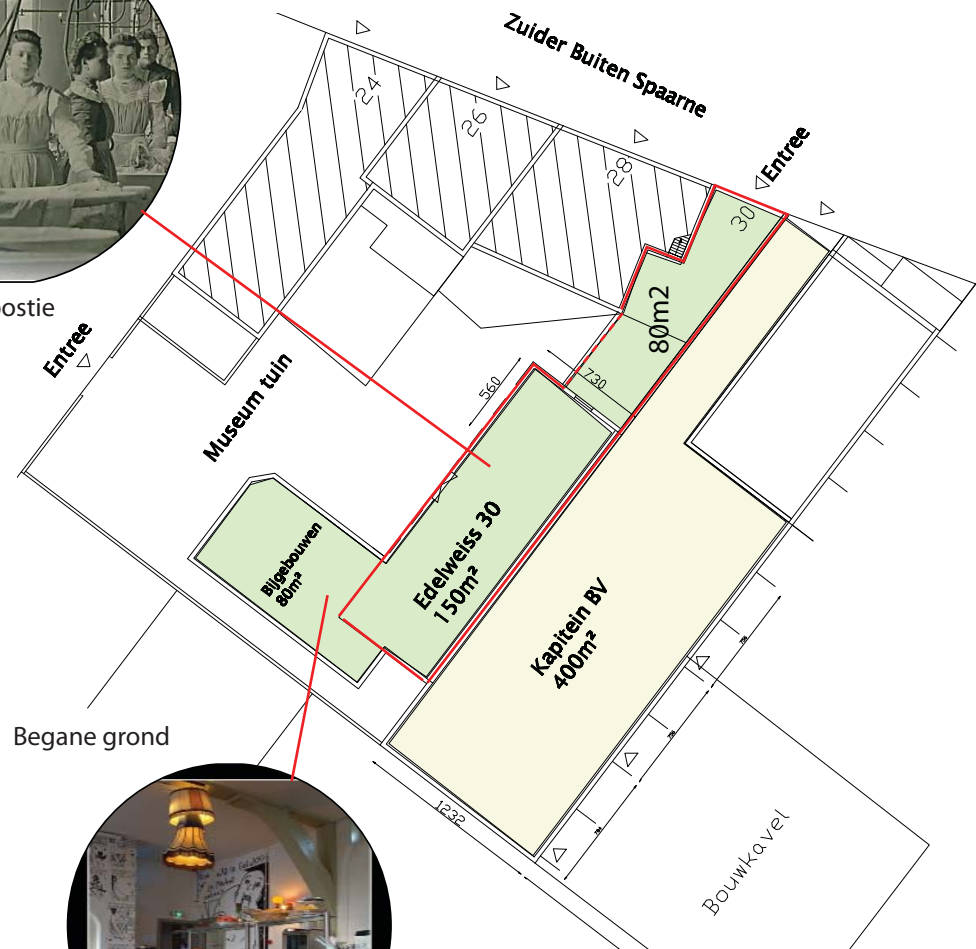 Zuider Buiten Spaarne
24
26
28
Entree
30
ostie
80m2
Entree
Museum tuin
560
730
Edelweiss 30
150m²
Bijgebouwen
80m²
Kapitein BV
400m²
Begane grond
1232
Bouwkavel